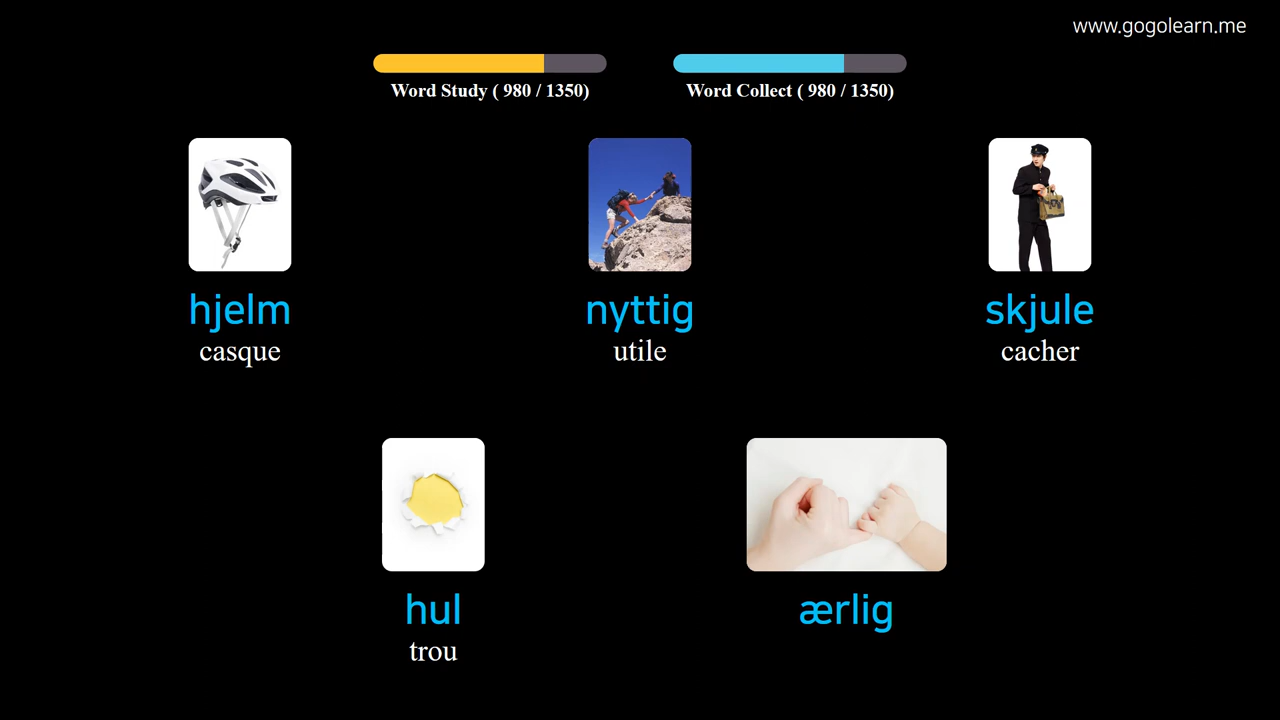 www.gogolearn.me
Word Study ( 980 / 1350)
Word Collect ( 980 / 1350)
hjelm
casque
nyttig
utile
skjule
cacher
hul
trou
ærlig